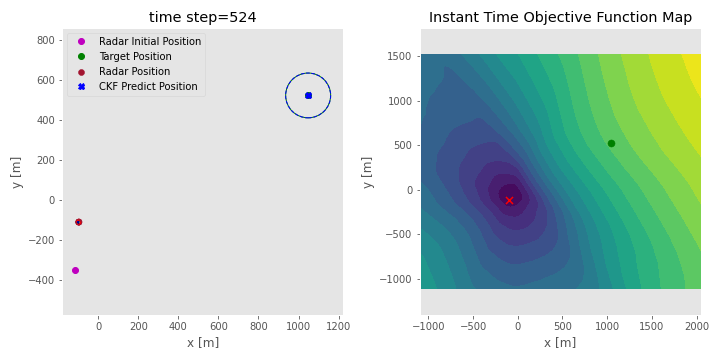 time step=524
Radar Initial Position
Target Position
Radar Position
CKF Predict Position
y [m]
800
600
400
200
0
−200
−400
0
200
400
600
800
1000
1200
x [m]
Instant Time Objective Function Map
y [m]
1500
1000
500
0
−500
−1000
−1000
−500
0
500
1000
1500
2000
x [m]